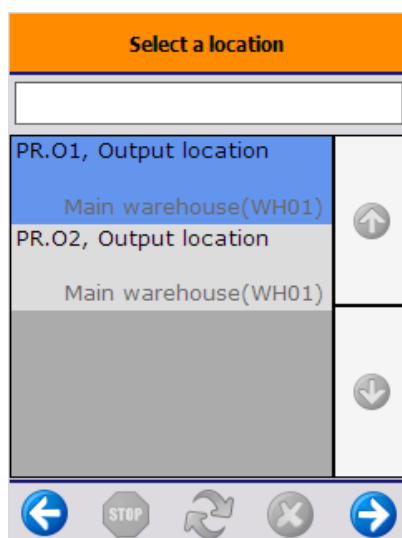 Select a location
PR.O1, Output location
Main warehouse(WH01)
PR.O2, Output location
Main warehouse(WH01)
STOP